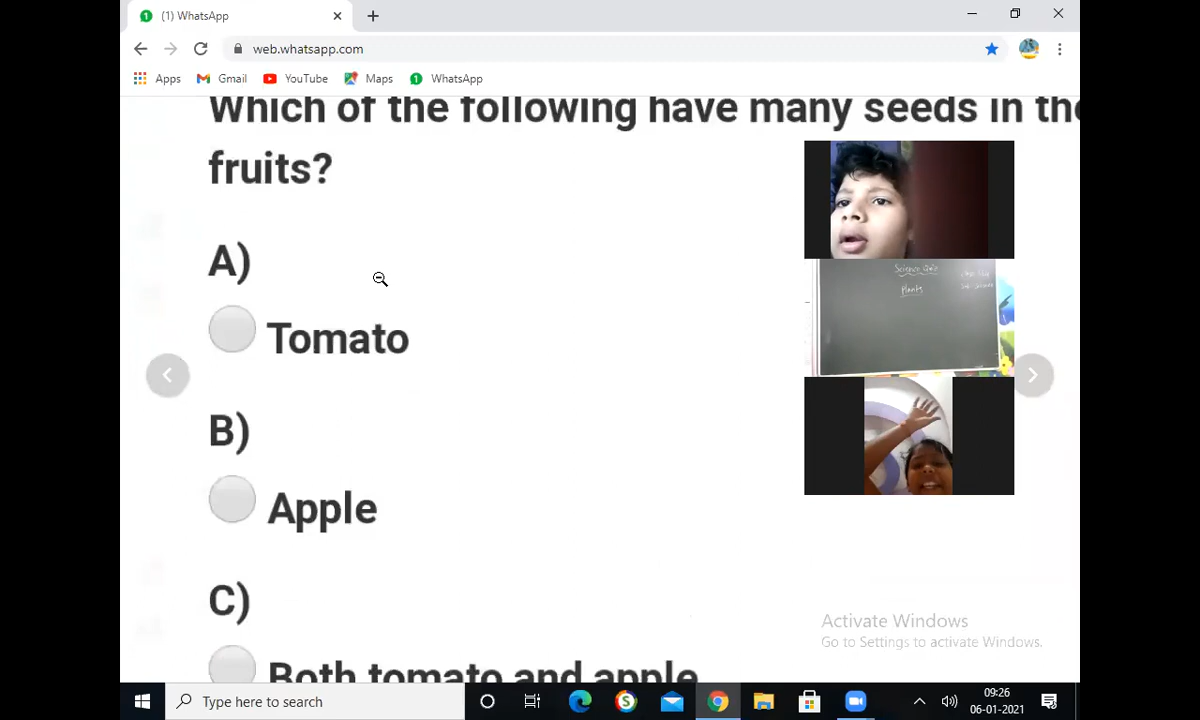 (1) WhatsApp
web.whatsapp.com
Apps Gmail YouTube Maps WhatsApp
Which of the following have many seeds in the
fruits?
A)
Tomato
B)
Apple
C)
Both tomato and apple
Plants
Activate Windows
Go to Settings to activate Windows.
Type here to search
09:26
06-01-2021